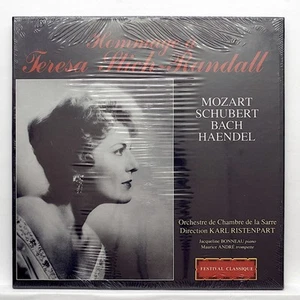 Hommage à
Teresa Stich-Randall
MOZART
SCHUBERT
BACH
HAENDEL
Orchestre de Chambre de la Sarre
Direction KARL RISTENPART
Jacqueline BONNEAU piano
Maurice ANDRÉ trompette
FESTIVAL CLASSIQUE